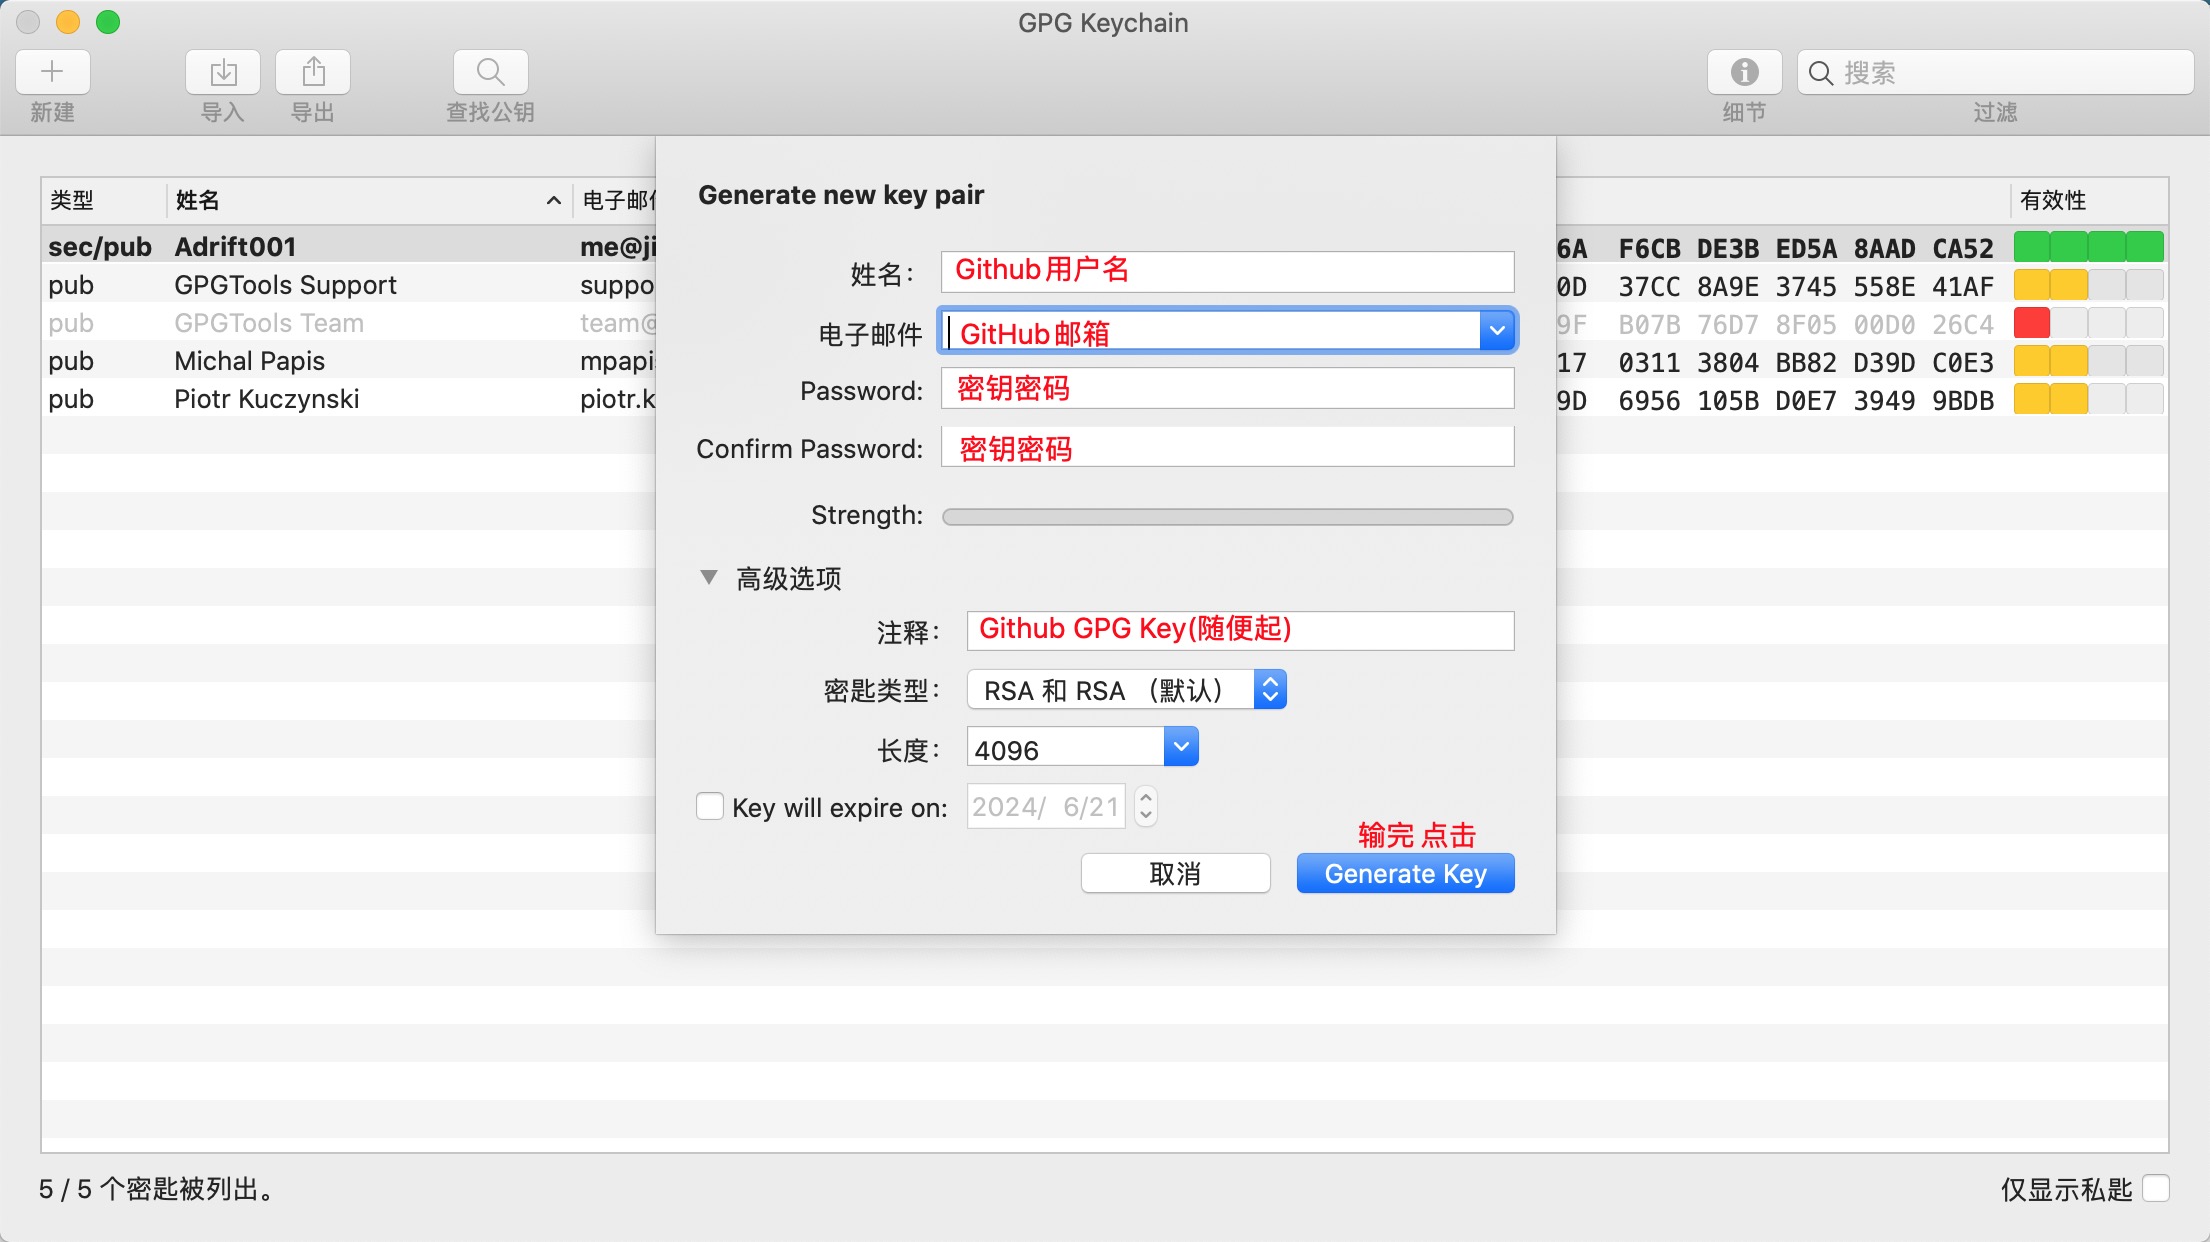 GPG Keychain
新建
导入
导出
查找公钥
细节
搜索
过滤
类型 姓名 电子邮件 有效性
sec/pub Adrift001 me@ji 6A F6CB DE3B ED5A 8AAD CA52
pub GPGTools Support suppo 0D 37CC 8A9E 3745 558E 41AF
pub GPGTools Team team@ 9F B07B 76D7 8F05 00D0 26C4
pub Michal Papis mpapi 17 0311 3804 BB82 D39D C0E3
pub Piotr Kuczynski piotr.k 9D 6956 105B D0E7 3949 9BDB
Generate new key pair
姓名： Github用户名
电子邮件 GitHub邮箱
Password: 密钥密码
Confirm Password: 密钥密码
Strength:
高级选项
注释： Github GPG Key(随便起)
密匙类型： RSA 和 RSA （默认）
长度： 4096
Key will expire on: 2024/ 6/21
输完 点击
取消 Generate Key
5 / 5 个密匙被列出。
仅显示私匙